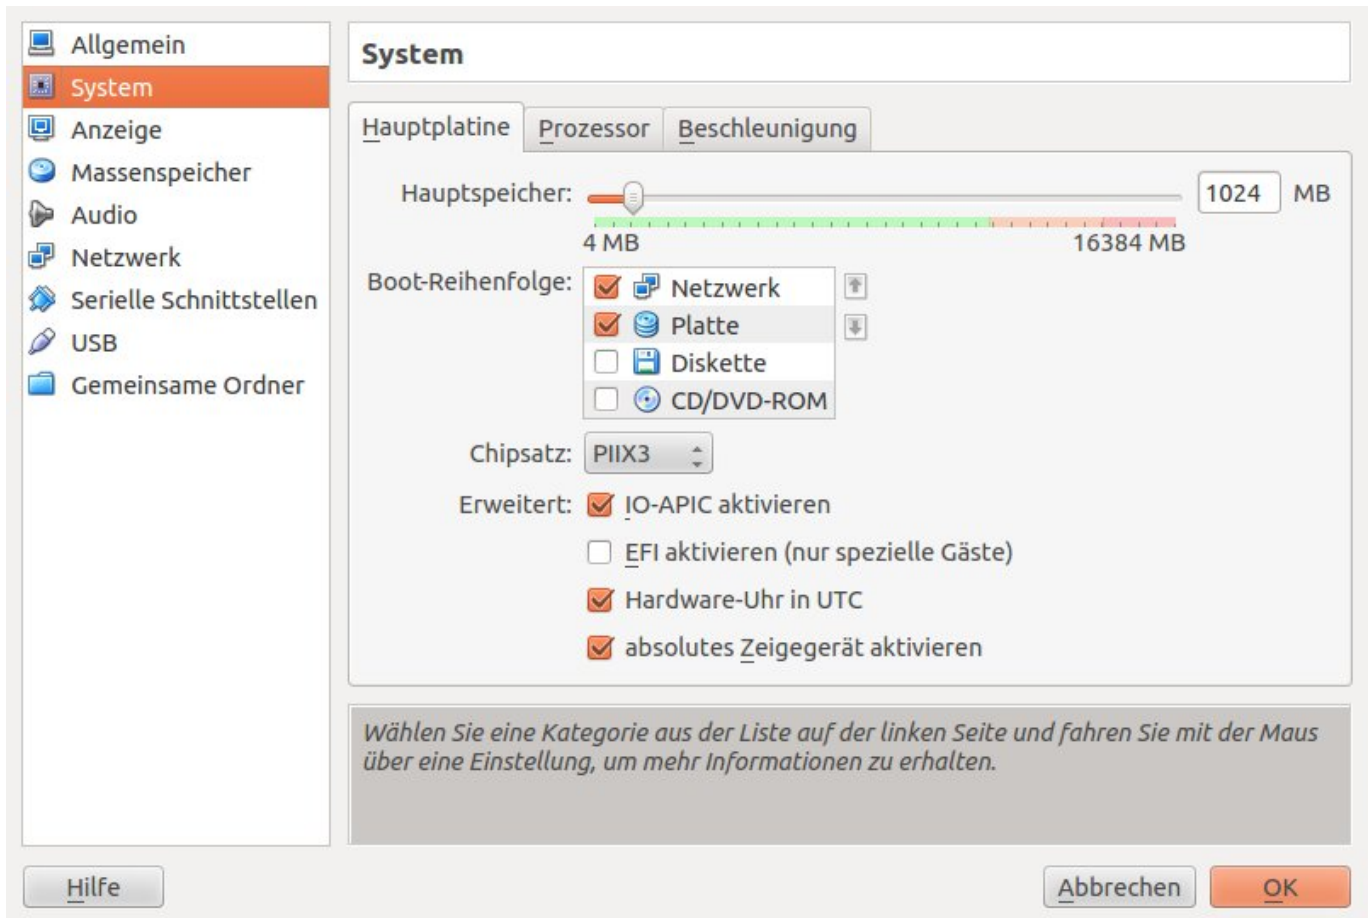 Allgemein
System
Anzeige
Massenspeicher
Audio
Netzwerk
Serielle Schnittstellen
USB
Gemeinsame Ordner
System
Hauptplatine Prozessor Beschleunigung
Hauptspeicher: 1024 MB
4 MB 16384 MB
Boot-Reihenfolge: Netzwerk
Platte
Diskette
CD/DVD-ROM
Chipsatz: PIIX3
Erweitert: IO-APIC aktivieren
EFI aktivieren (nur spezielle Gäste)
Hardware-Uhr in UTC
absolutes Zeigegerät aktivieren
Wählen Sie eine Kategorie aus der Liste auf der linken Seite und fahren Sie mit der Maus
über eine Einstellung, um mehr Informationen zu erhalten.
Hilfe Abbrechen OK